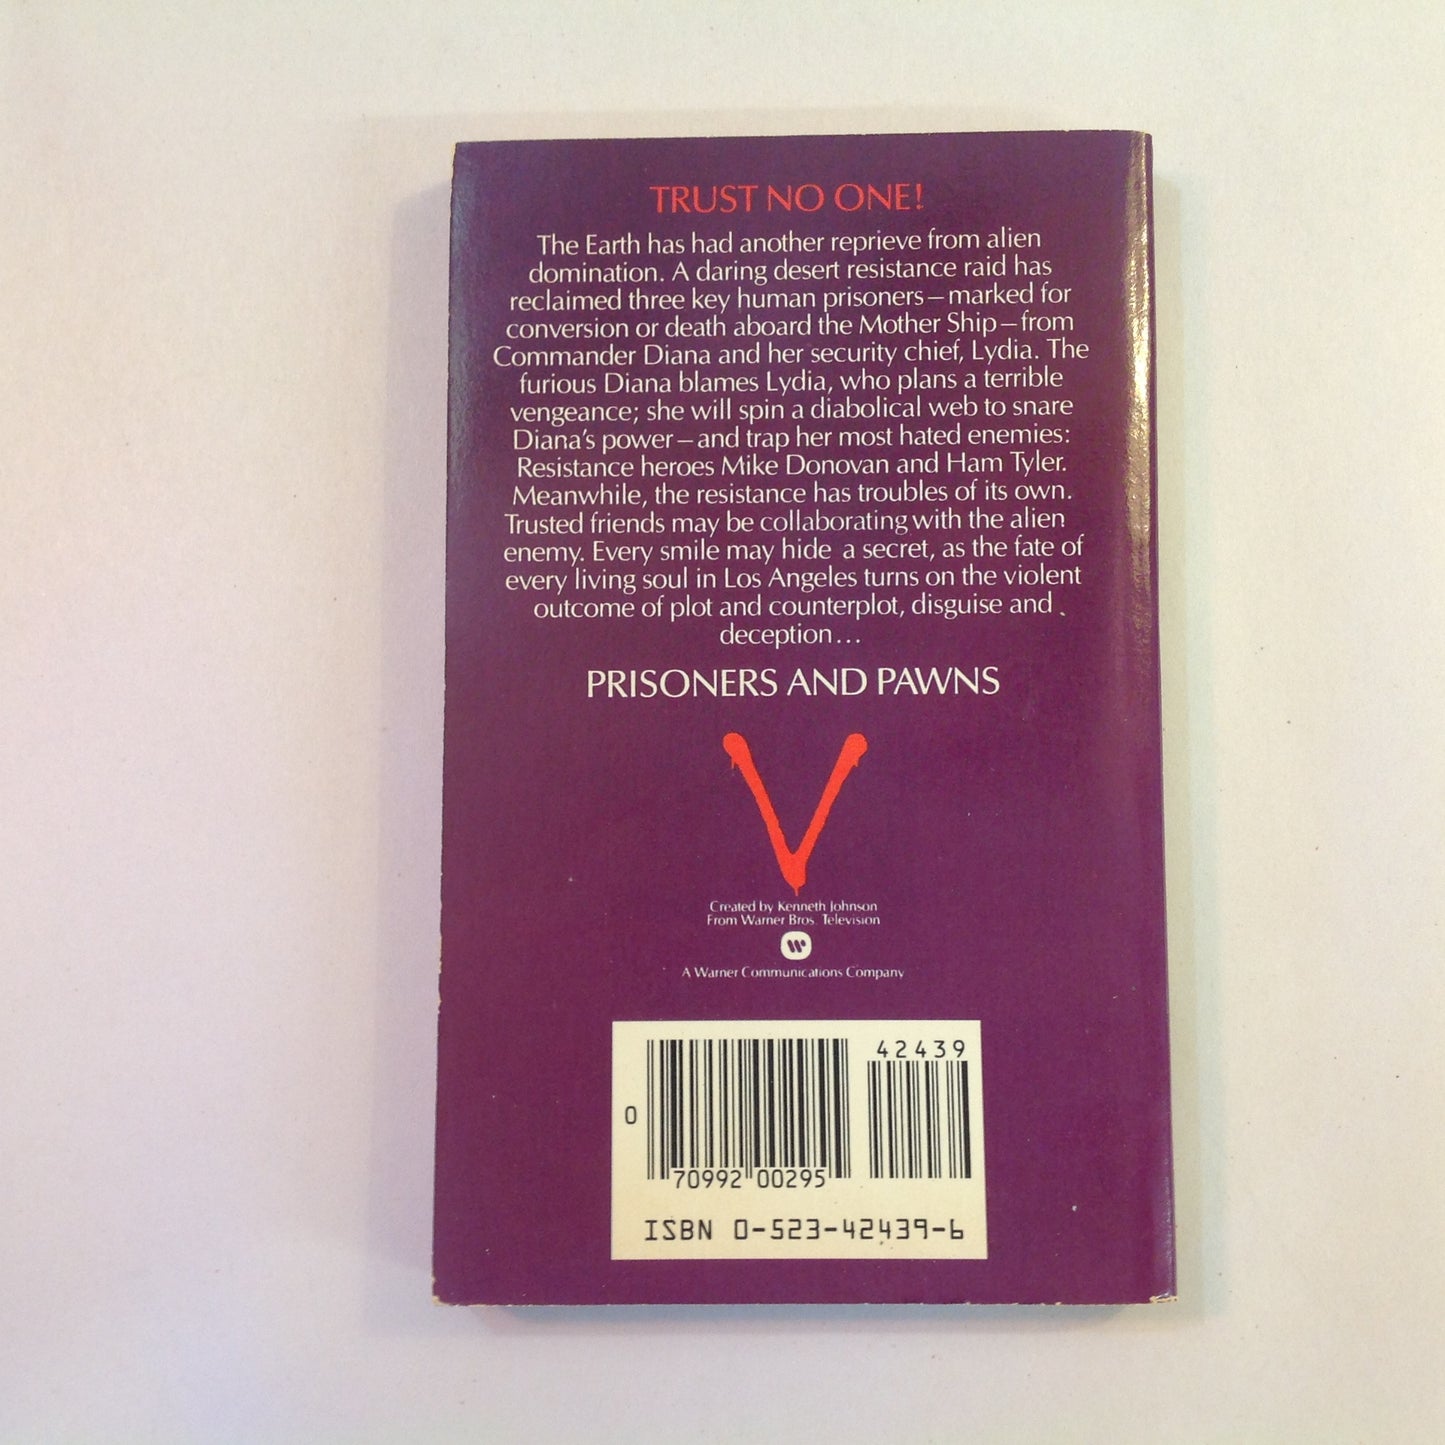 TRUST NO ONE!
The Earth has had another reprieve from alien
domination. A daring desert resistance raid has
reclaimed three key human prisoners—marked for
conversion or death aboard the Mother Ship—from
Commander Diana and her security chief, Lydia. The
furious Diana blames Lydia, who plans a terrible
vengeance; she will spin a diabolical web to snare
Diana's power—and trap her most hated enemies:
Resistance heroes Mike Donovan and Ham Tyler.
Meanwhile, the resistance has troubles of its own.
Trusted friends may be collaborating with the alien
enemy. Every smile may hide a secret, as the fate of
every living soul in Los Angeles turns on the violent
outcome of plot and counterplot, disguise and
deception...
PRISONERS AND PAWNS
V
Created by Kenneth Johnson
From Warner Bros. Television
W
A Warner Communications Company
42439
0
70992 00295
ISBN 0-523-42439-6